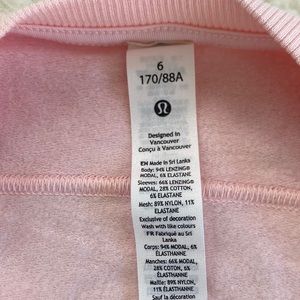 6
170/88A
Designed in
Vancouver
Conçu à Vancouver
EN Made in Sri Lanka
Body: 94% LENZING®
MODAL, 6% ELASTANE
Sleeves: 66% LENZING®
MODAL, 28% COTTON,
6% ELASTANE
Mesh: 89% NYLON, 11%
ELASTANE
Exclusive of decoration
Wash with like colours
FR Fabriqué au Sri
Lanka
Corps: 94% MODAL, 6%
ÉLASTHANNE
Manches: 66% MODAL,
28% COTON, 6%
ÉLASTHANNE
Maille: 89% NYLON,
11% ÉLASTHANNE
Sauf la décoration